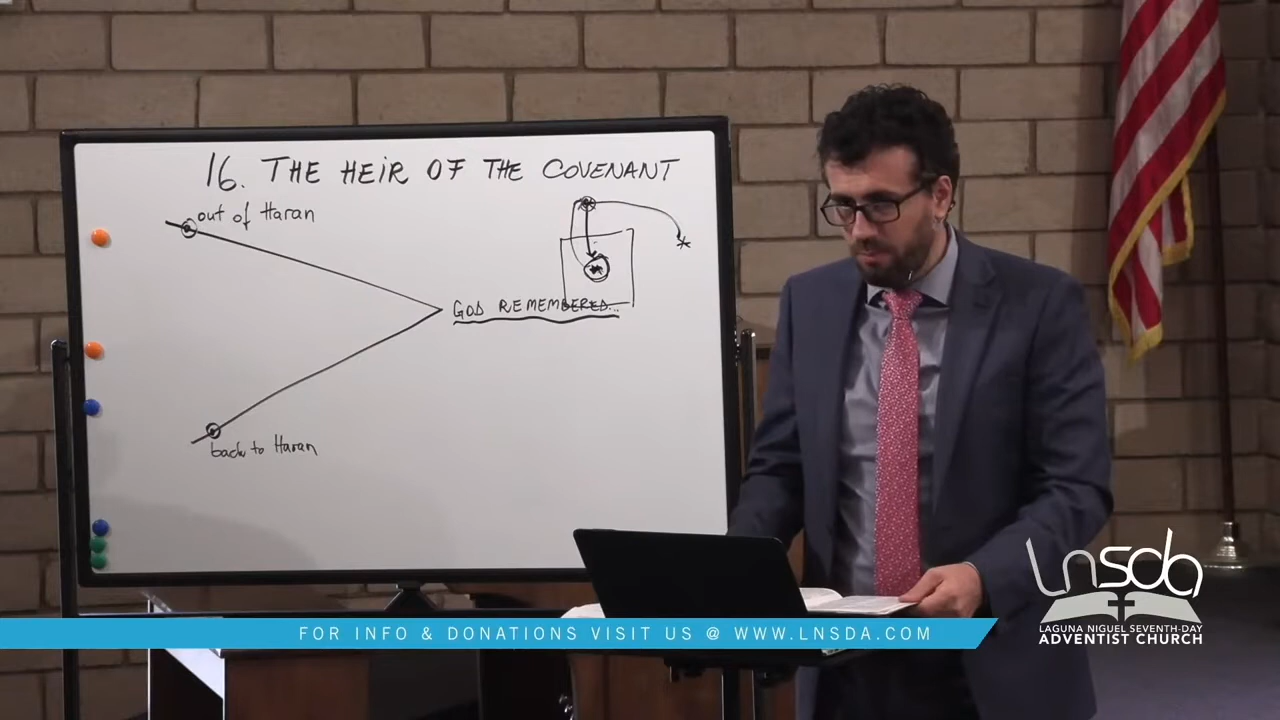 16. THE HEIR OF THE COVENANT
out of Haran
GOD REMEMBERED...
back to Haran
LNSDA
LAGUNA NIGUEL SEVENTH-DAY
ADVENTIST CHURCH
FOR INFO & DONATIONS VISIT US @ WWW.LNSDA.COM